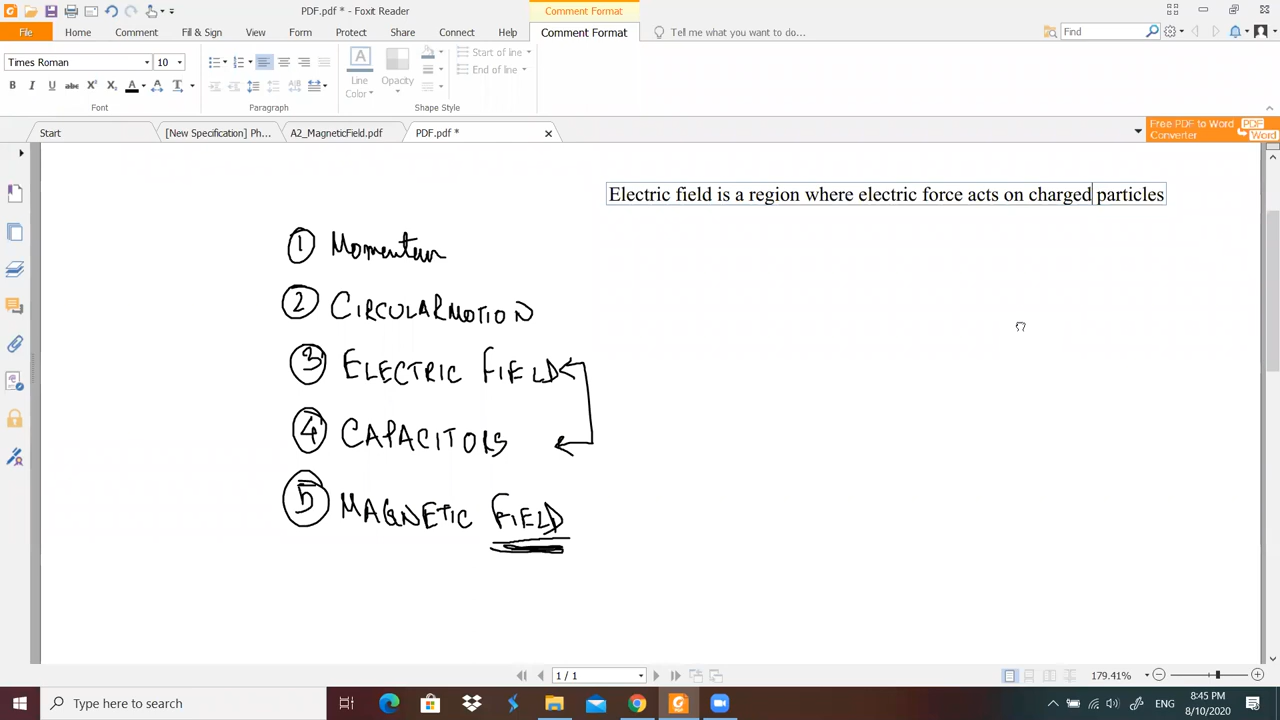 PDF.pdf * - Foxit Reader
Comment Format
File Home Comment Fill & Sign View Form Protect Share Connect Help Comment Format Tell me what you want to do... Find
Times Roman 10 Line Color Opacity Start of line End of line
Font Paragraph Shape Style
Start [New Specification] Ph... A2_MagneticField.pdf PDF.pdf * Free PDF to Word Converter PDF Word
Electric field is a region where electric force acts on charged particles
1 Momentum
2 CIRCULAR MOTION
3 ELECTRIC FIELD
4 CAPACITORS
5 MAGNETIC FIELD
1 / 1 179.41%
Type here to search ENG 8:45 PM 8/10/2020